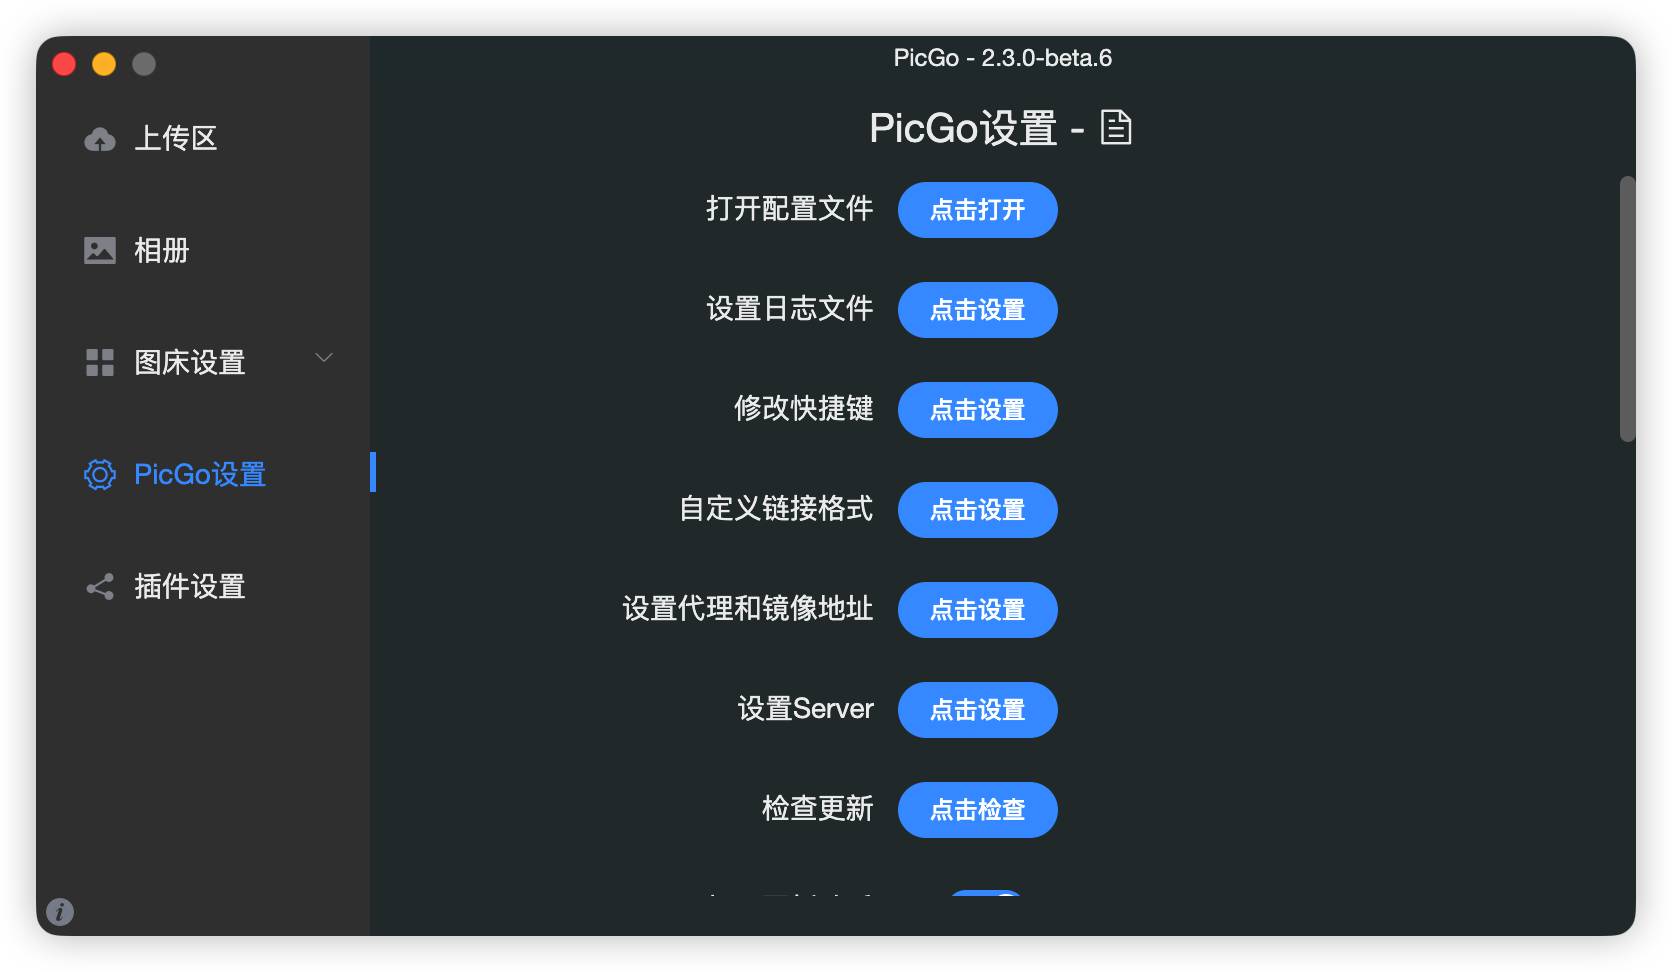 PicGo - 2.3.0-beta.6
上传区
相册
图床设置
PicGo设置
插件设置
PicGo设置 -
打开配置文件 点击打开
设置日志文件 点击设置
修改快捷键 点击设置
自定义链接格式 点击设置
设置代理和镜像地址 点击设置
设置Server 点击设置
检查更新 点击检查